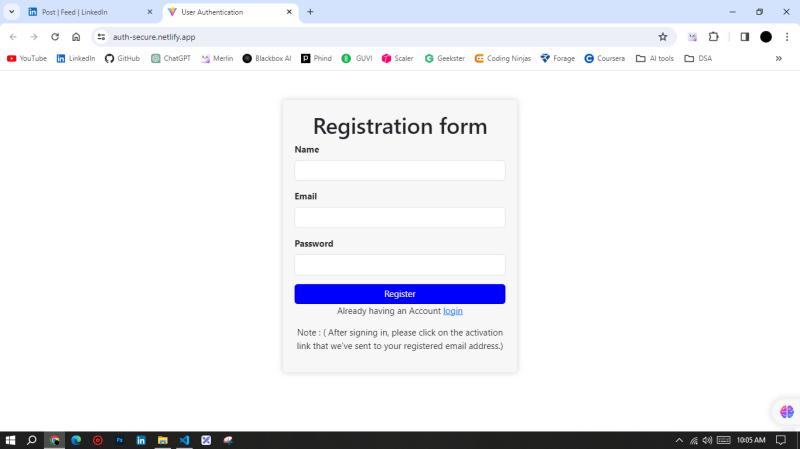 Post | Feed | LinkedIn
User Authentication
auth-secure.netlify.app
YouTube
LinkedIn
GitHub
ChatGPT
Merlin
Blackbox AI
Phind
GUVI
Scaler
Geekster
Coding Ninjas
Forage
Coursera
AI tools
DSA
Registration form
Name
Email
Password
Register
Already having an Account login
Note : ( After signing in, please click on the activation
link that we've sent to your registered email address.)
10:05 AM